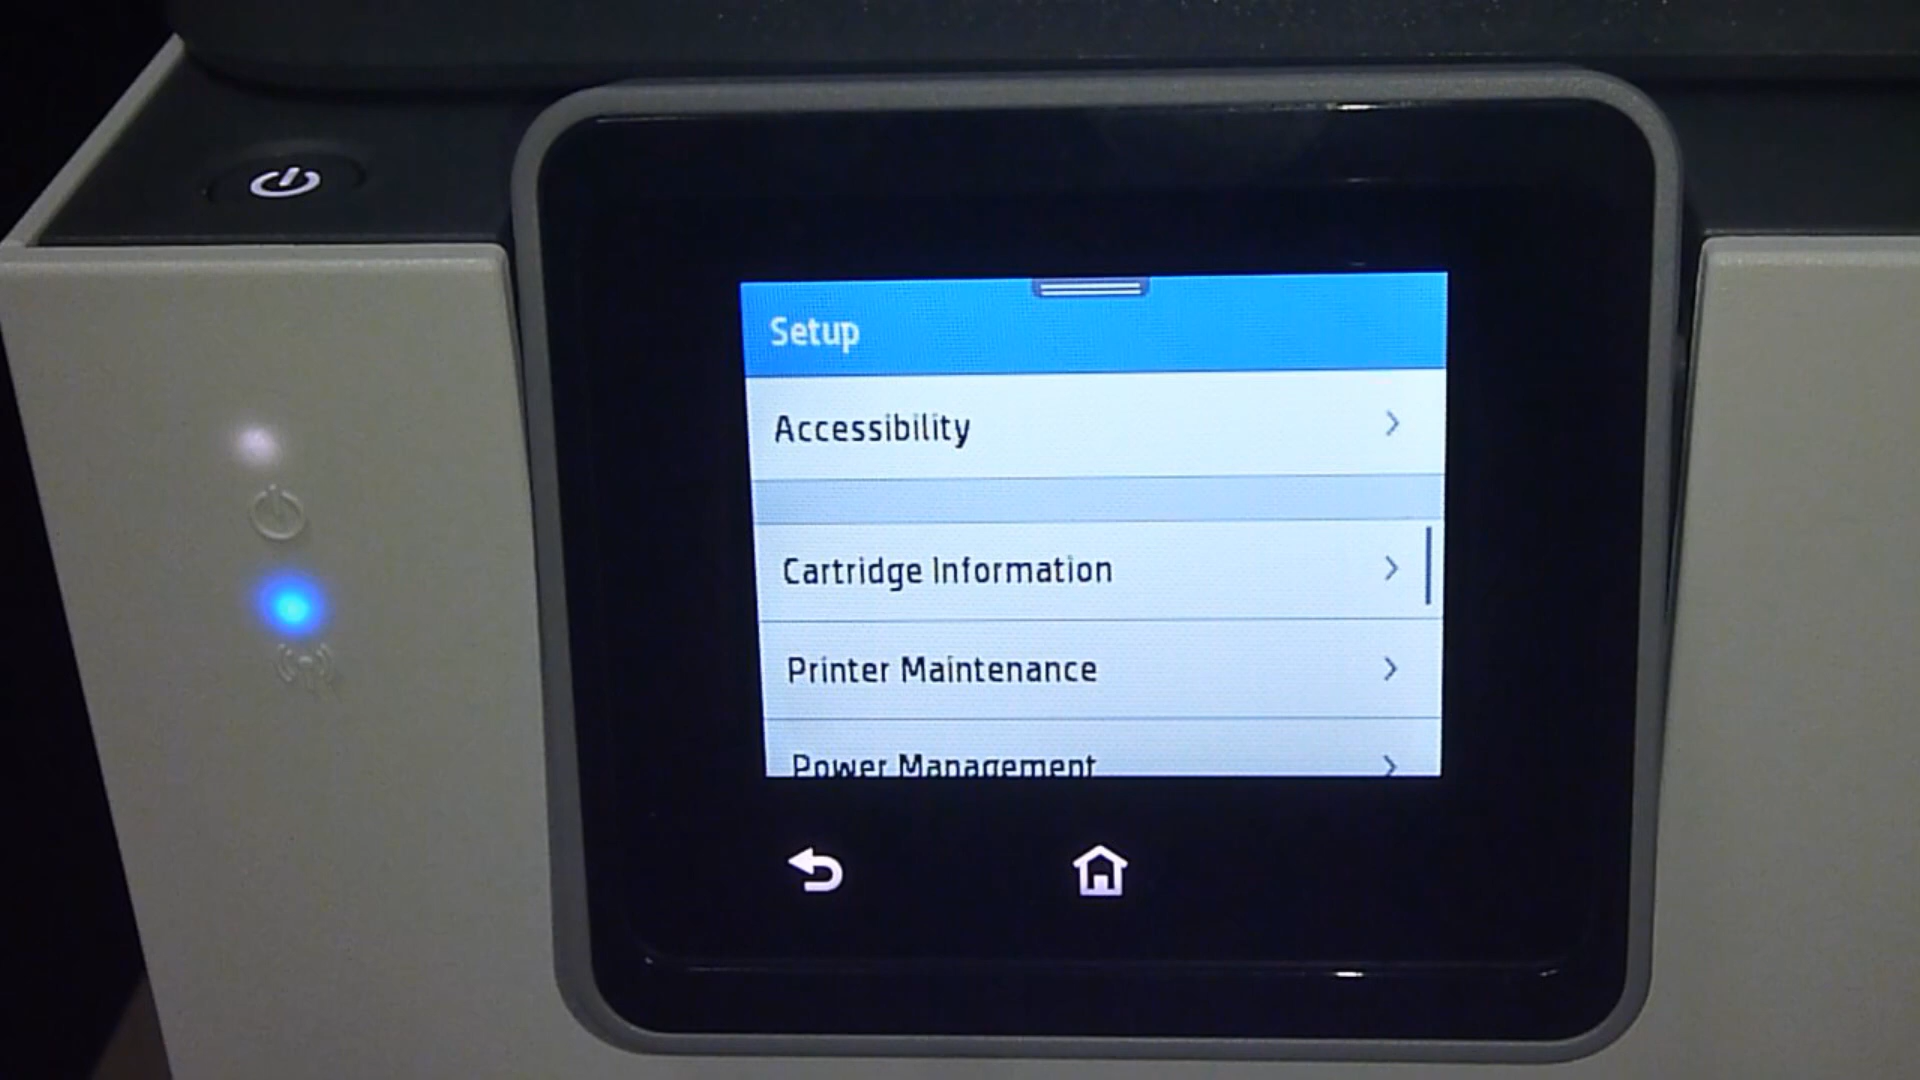 Setup
Accessibility
Cartridge Information
Printer Maintenance
Power Management